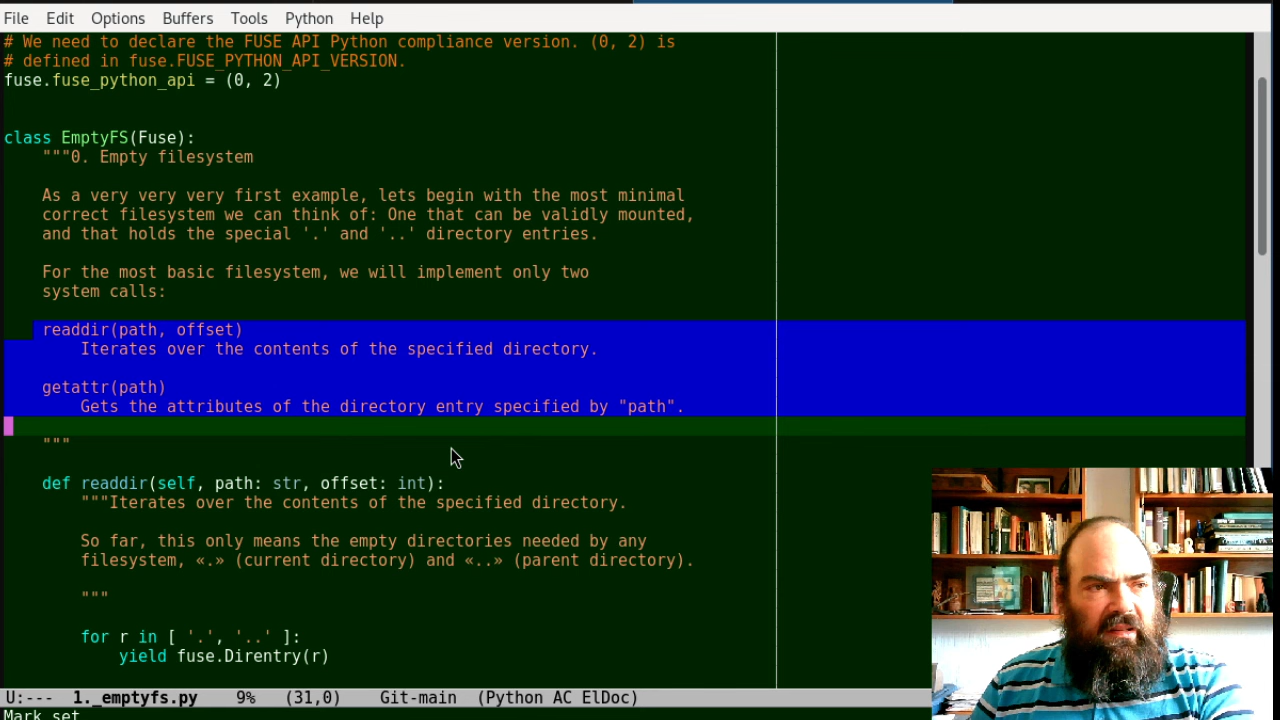 File Edit Options Buffers Tools Python Help
# We need to declare the FUSE API Python compliance version. (0, 2) is
# defined in fuse.FUSE_PYTHON_API_VERSION.
fuse.fuse_python_api = (0, 2)
class EmptyFS(Fuse):
"""0. Empty filesystem
As a very very very first example, lets begin with the most minimal
correct filesystem we can think of: One that can be validly mounted,
and that holds the special '.' and '..' directory entries.
For the most basic filesystem, we will implement only two
system calls:
readdir(path, offset)
Iterates over the contents of the specified directory.
getattr(path)
Gets the attributes of the directory entry specified by "path".
"""
def readdir(self, path: str, offset: int):
"""Iterates over the contents of the specified directory.
So far, this only means the empty directories needed by any
filesystem, «.» (current directory) and «..» (parent directory).
"""
for r in [ '.', '..' ]:
yield fuse.Direntry(r)
U:--- 1._emptyfs.py 9% (31,0) Git-main (Python AC ElDoc)
Mark set